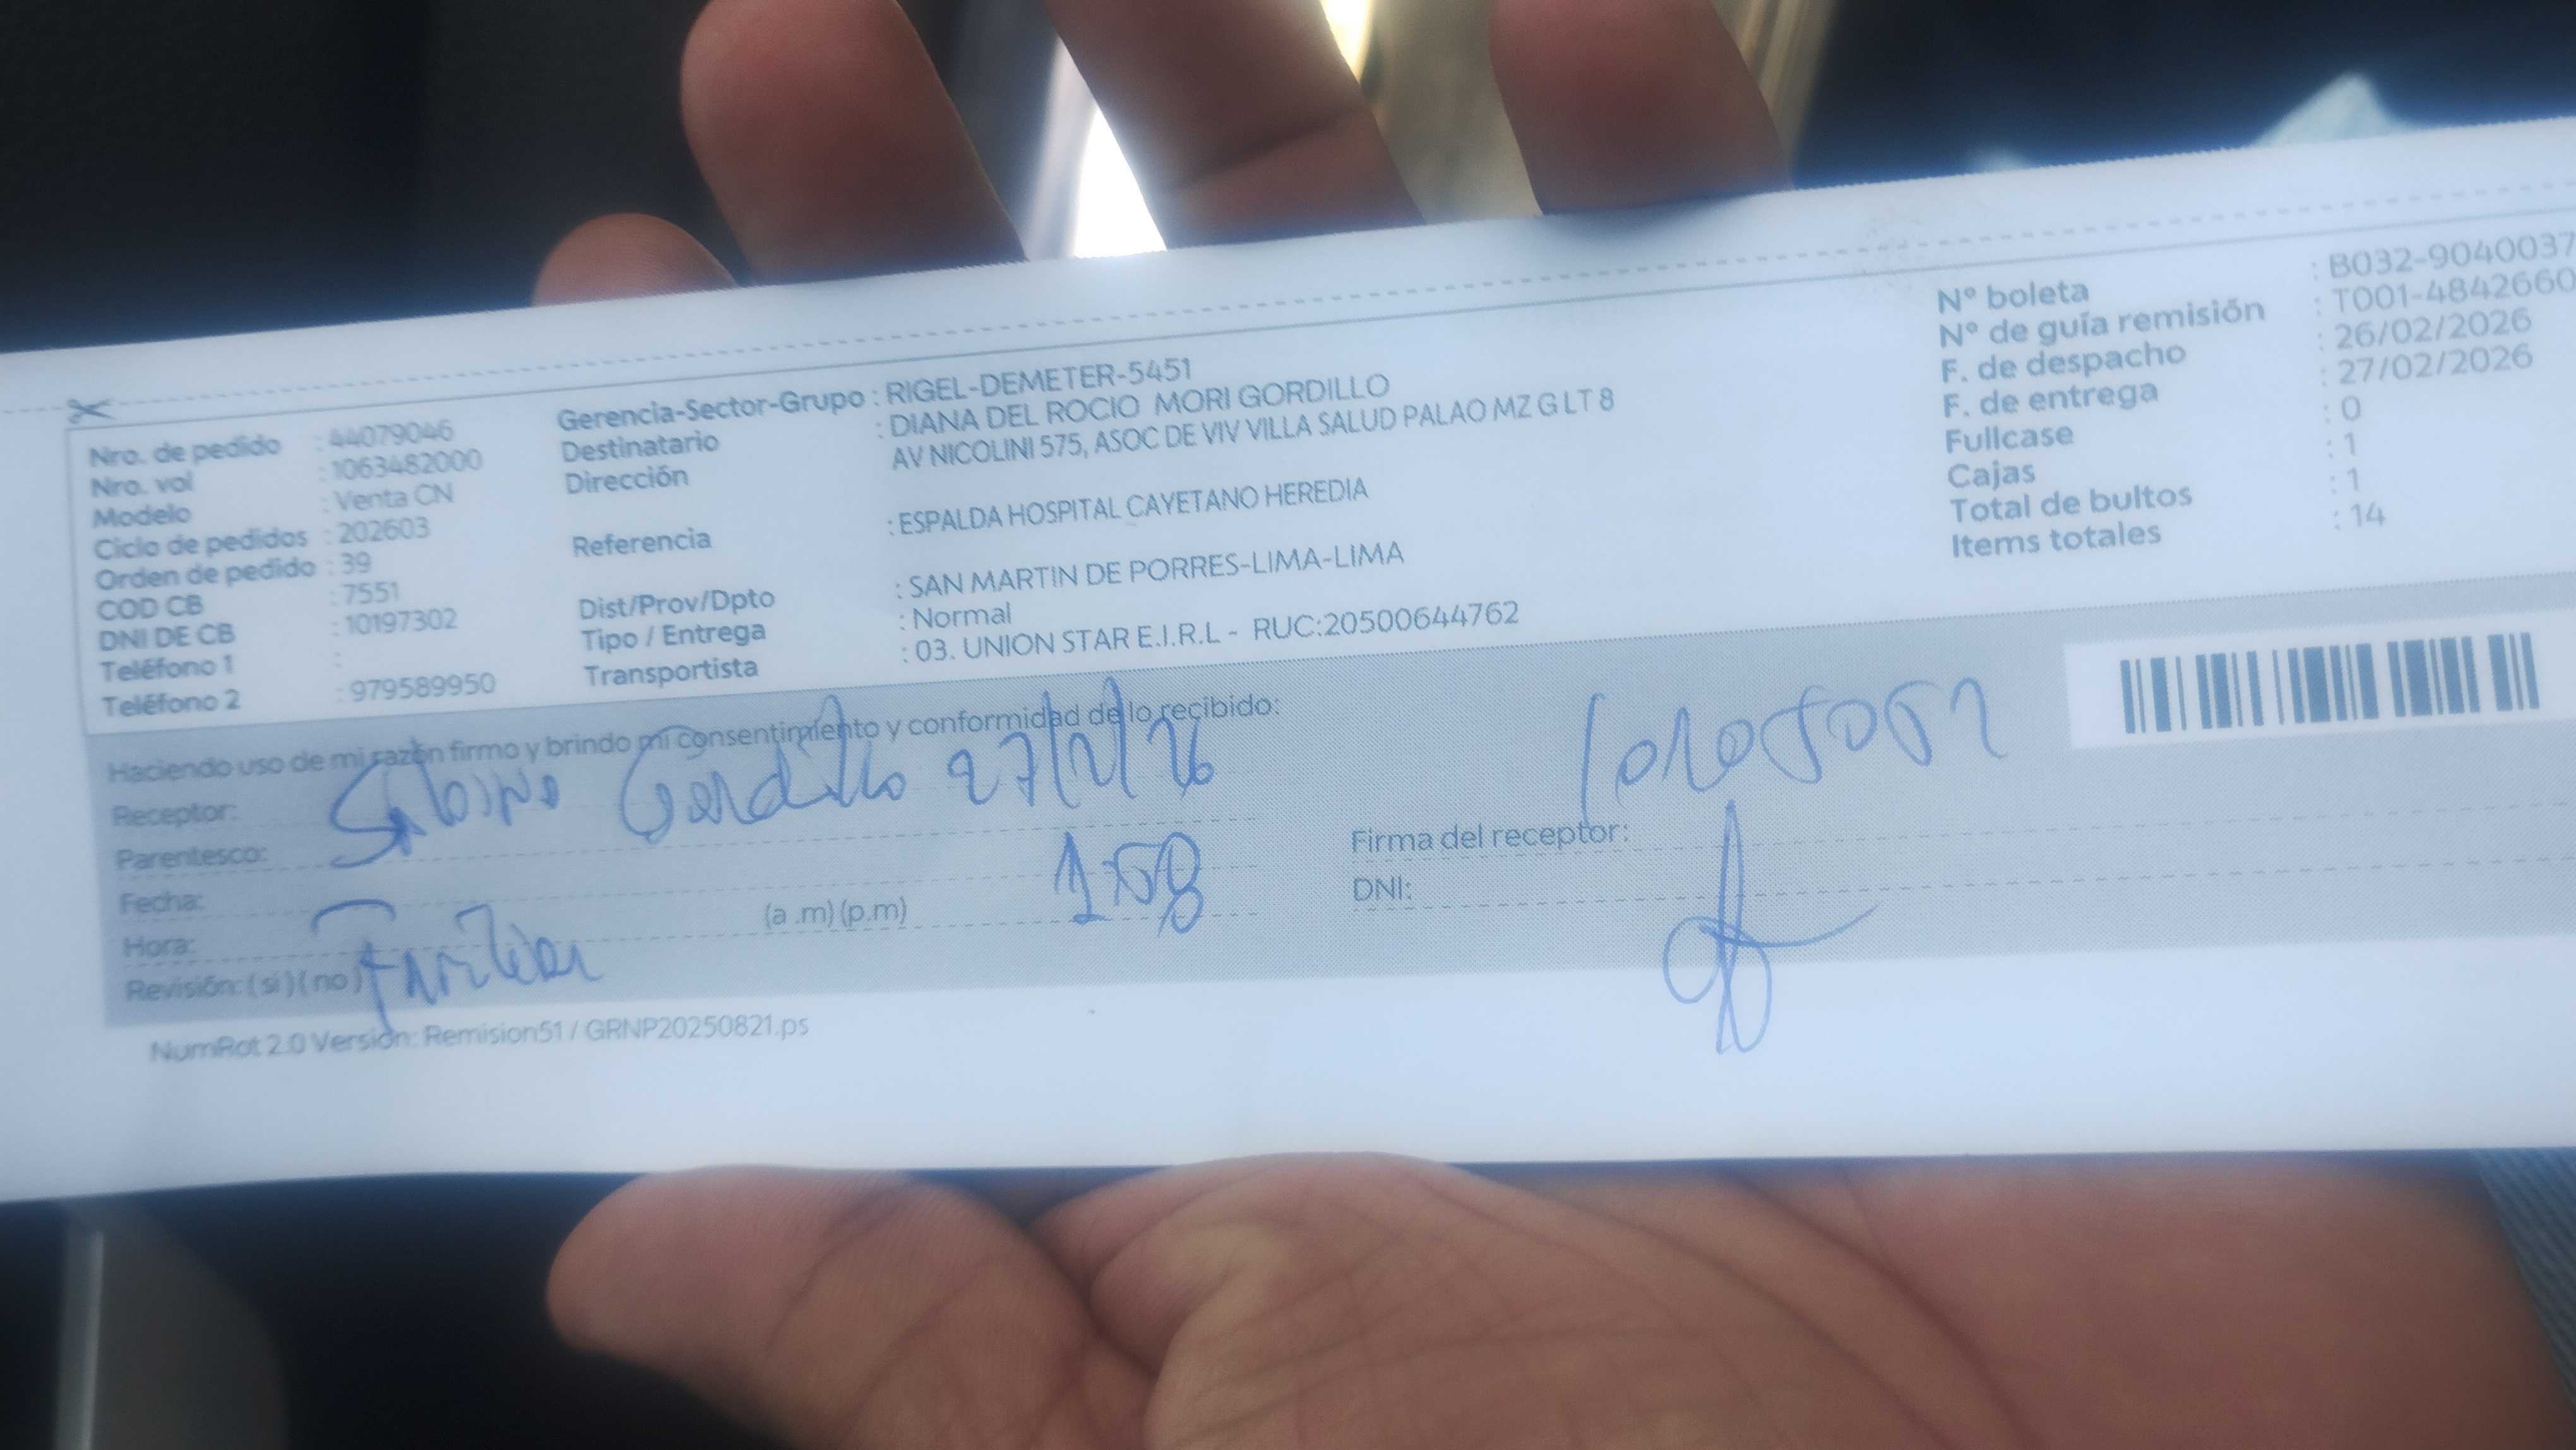 Nro. de pedido : 44079046
Nro. vol : 1063482000
Modelo : Venta CN
Ciclo de pedidos : 202603
Orden de pedido : 39
COD CB : 7551
DNI DE CB : 10197302
Teléfono 1 :
Teléfono 2 : 979589950
Gerencia-Sector-Grupo : RIGEL-DEMETER-5451
Destinatario : DIANA DEL ROCIO MORI GORDILLO
Dirección AV NICOLINI 575, ASOC DE VIV VILLA SALUD PALAO MZ G LT 8
Referencia : ESPALDA HOSPITAL CAYETANO HEREDIA
Dist/Prov/Dpto : SAN MARTIN DE PORRES-LIMA-LIMA
Tipo / Entrega : Normal
Transportista : 03. UNION STAR E.I.R.L - RUC:20500644762
Nº boleta : B032-9040037
Nº de guía remisión : T001-4842660
F. de despacho : 26/02/2026
F. de entrega : 27/02/2026
Fullcase : 0
Cajas : 1
Total de bultos : 1
Items totales : 14
Haciendo uso de mi razón firmo y brindo mi consentimiento y conformidad de lo recibido:
Receptor: Gordillo 27/2/26
Parentesco:
Fecha: 1:58
Hora: (a .m) (p.m)
Revisión: (si) (no) Familiar
Firma del receptor:
DNI:
NumRot 2.0 Versión: Remision51 / GRNP20250821.ps